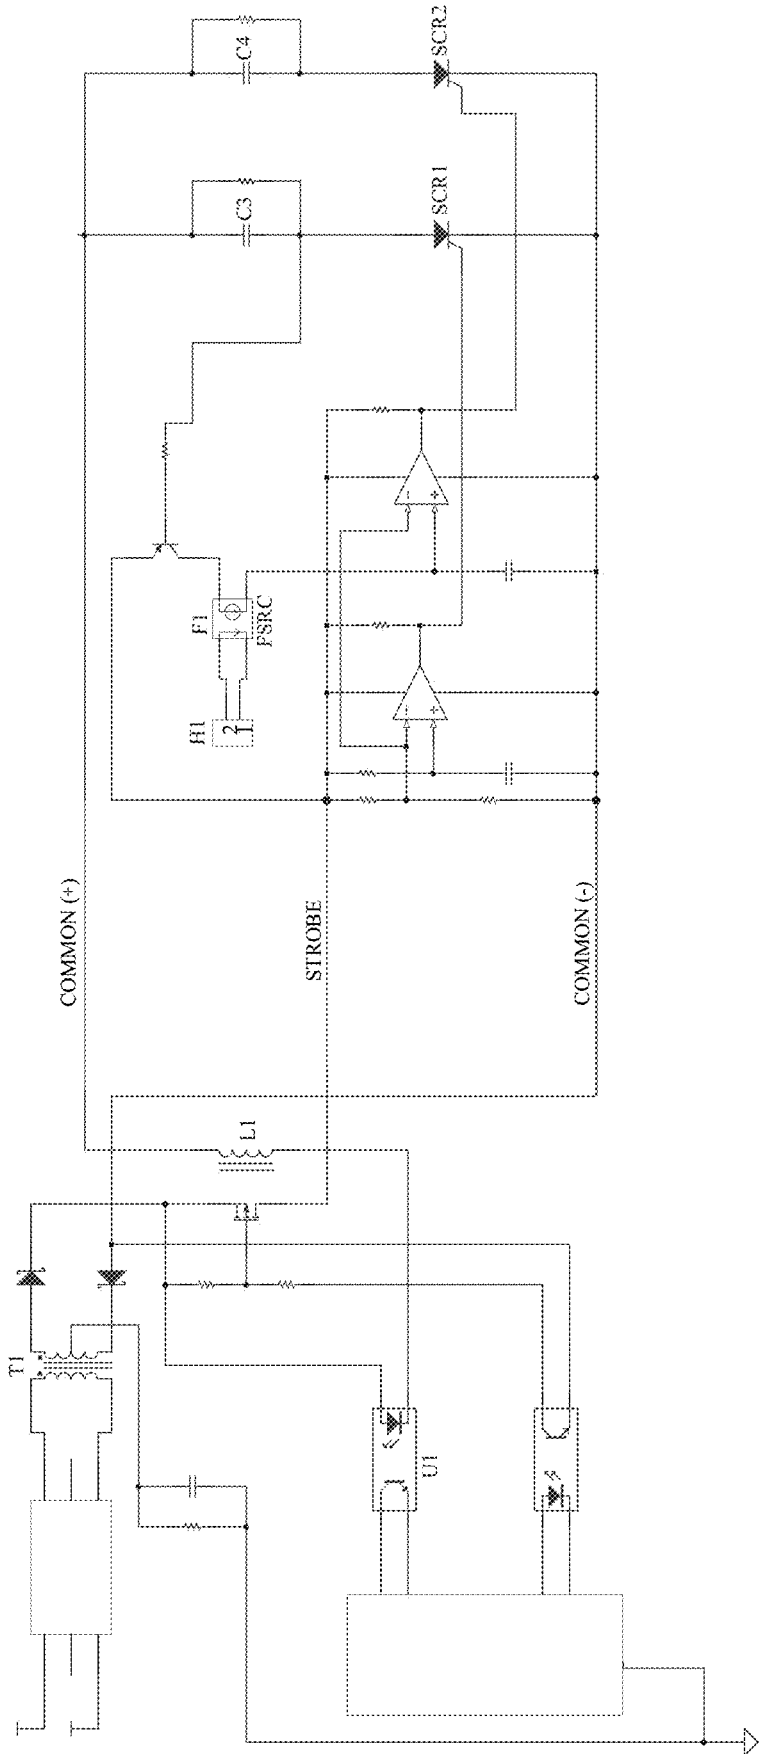 T1
U1
L1
COMMON (+)
STROBE
COMMON (-)
H1
2
1
F1
FSRC
C3
SCR1
C4
SCR2